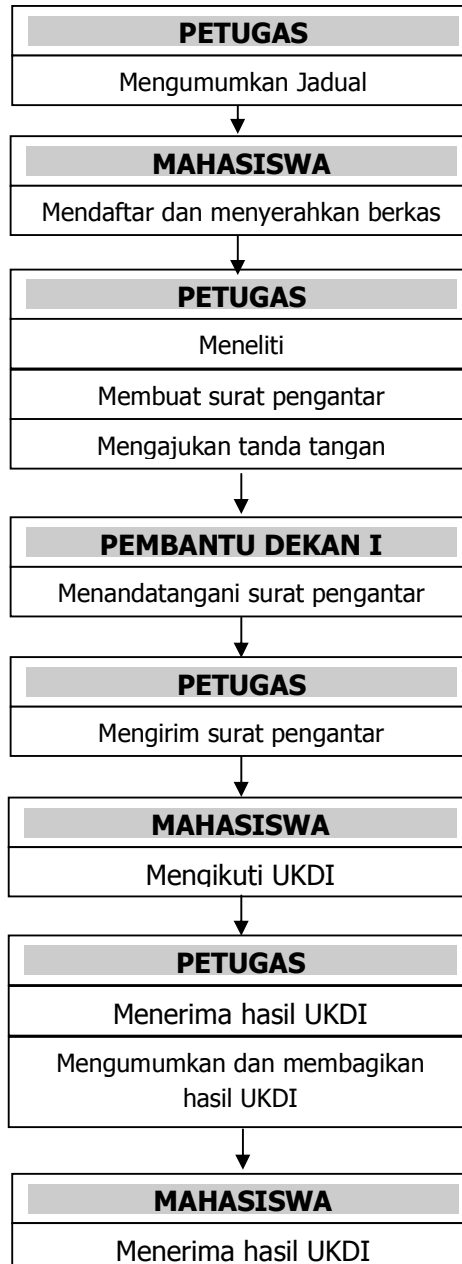 PETUGAS
Mengumumkan Jadual
MAHASISWA
Mendaftar dan menyerahkan berkas
PETUGAS
Meneliti
Membuat surat pengantar
Mengajukan tanda tangan
PEMBANTU DEKAN I
Menandatangani surat pengantar
PETUGAS
Mengirim surat pengantar
MAHASISWA
Mengikuti UKDI
PETUGAS
Menerima hasil UKDI
Mengumumkan dan membagikan
hasil UKDI
MAHASISWA
Menerima hasil UKDI